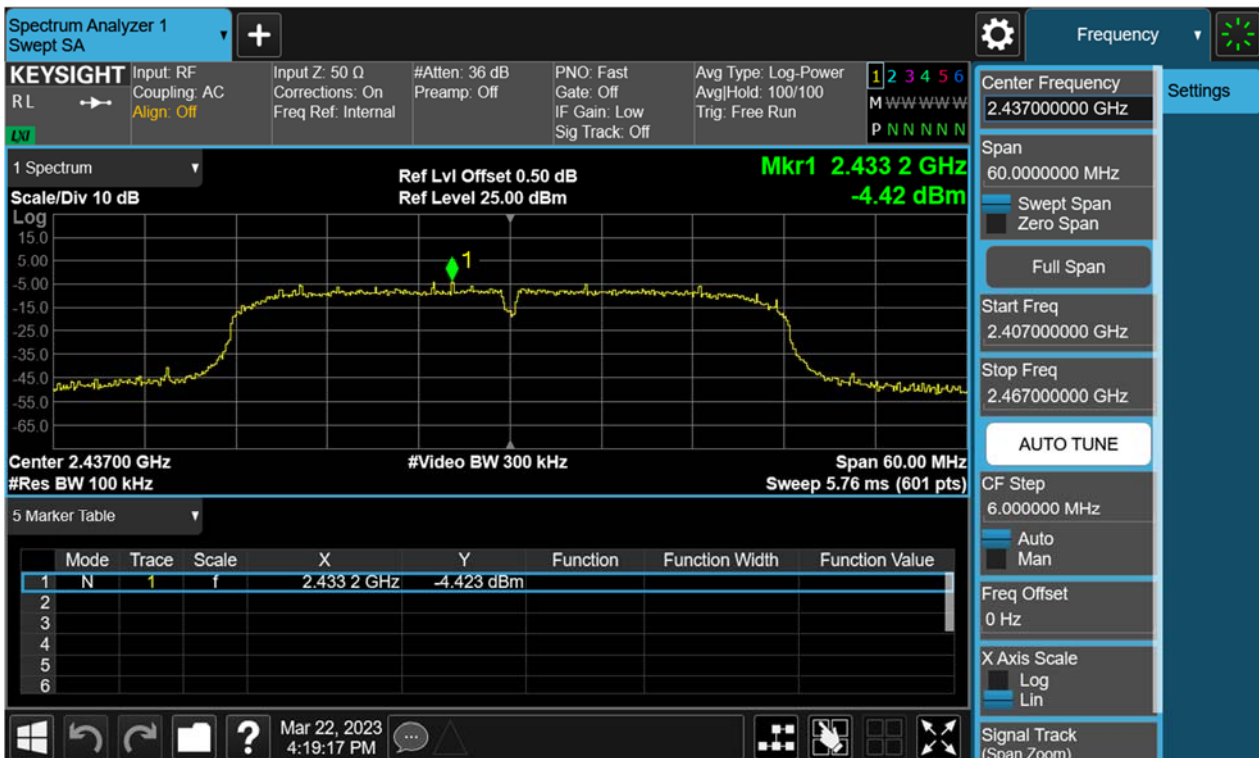 Spectrum Analyzer 1
Swept SA
+
Frequency
KEYSIGHT
RL
LXI
Input: RF
Coupling: AC
Align: Off
Input Z: 50 Ω
Corrections: On
Freq Ref: Internal
#Atten: 36 dB
Preamp: Off
PNO: Fast
Gate: Off
IF Gain: Low
Sig Track: Off
Avg Type: Log-Power
Avg|Hold: 100/100
Trig: Free Run
1 2 3 4 5 6
M W W W W W
P N N N N N
1 Spectrum
Scale/Div 10 dB
Ref Lvl Offset 0.50 dB
Ref Level 25.00 dBm
Mkr1 2.433 2 GHz
-4.42 dBm
Log
15.0
5.00
-5.00
-15.0
-25.0
-35.0
-45.0
-55.0
-65.0
1
Center 2.43700 GHz
#Res BW 100 kHz
#Video BW 300 kHz
Span 60.00 MHz
Sweep 5.76 ms (601 pts)
5 Marker Table
Mode Trace Scale X Y Function Function Width Function Value
1 N 1 f 2.433 2 GHz -4.423 dBm
2
3
4
5
6
?
Mar 22, 2023
4:19:17 PM
Center Frequency
2.437000000 GHz
Settings
Span
60.0000000 MHz
Swept Span
Zero Span
Full Span
Start Freq
2.407000000 GHz
Stop Freq
2.467000000 GHz
AUTO TUNE
CF Step
6.000000 MHz
Auto
Man
Freq Offset
0 Hz
X Axis Scale
Log
Lin
Signal Track
(Span Zoom)